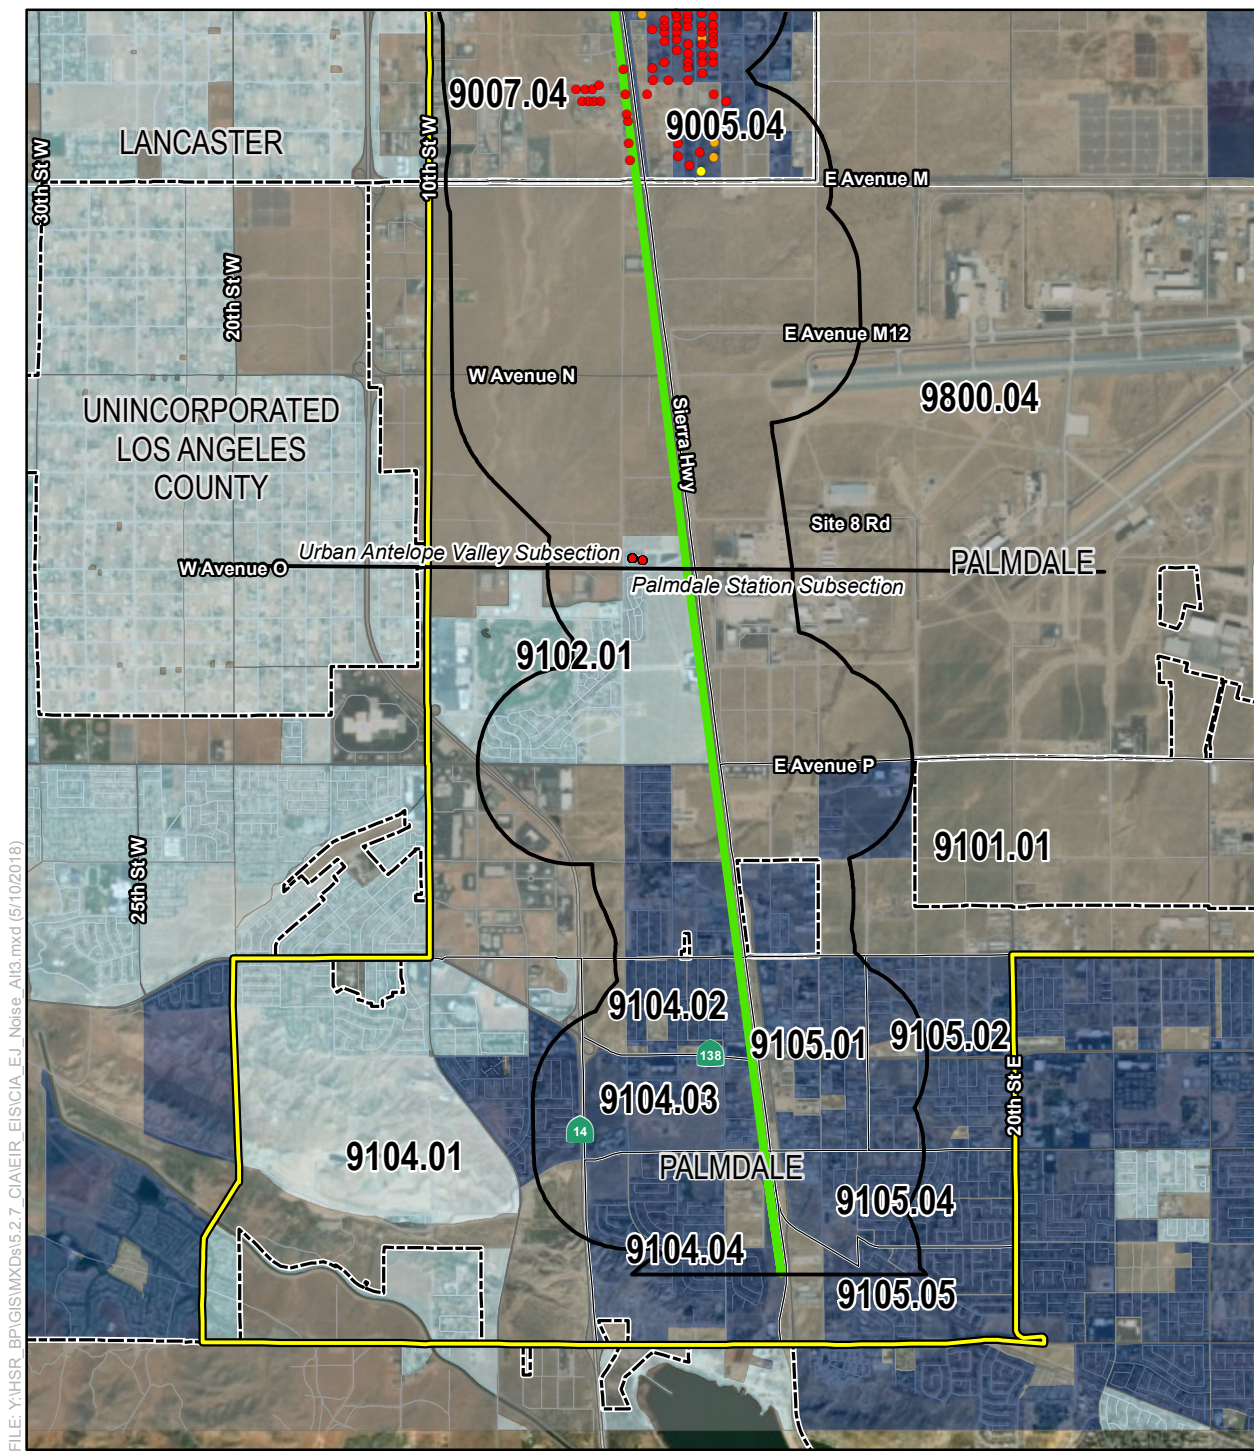 9007.04
9005.04
LANCASTER
30th St W
10th St W
E Avenue M
20th St W
E Avenue M12
W Avenue N
9800.04
UNINCORPORATED
LOS ANGELES
COUNTY
Sierra Hwy
Site 8 Rd
Urban Antelope Valley Subsection
W Avenue O
PALMDALE
Palmdale Station Subsection
9102.01
E Avenue P
9101.01
25th St W
9104.02
9105.01
9105.02
138
20th St E
9104.03
14
9104.01
PALMDALE
9105.04
9104.04
9105.05
FILE: Y:\HSR_BP\GIS\MXDs\5.2.7_CIA\EIR_EIS\CIA_EJ_Noise_Alt3.mxd (5/10/2018)